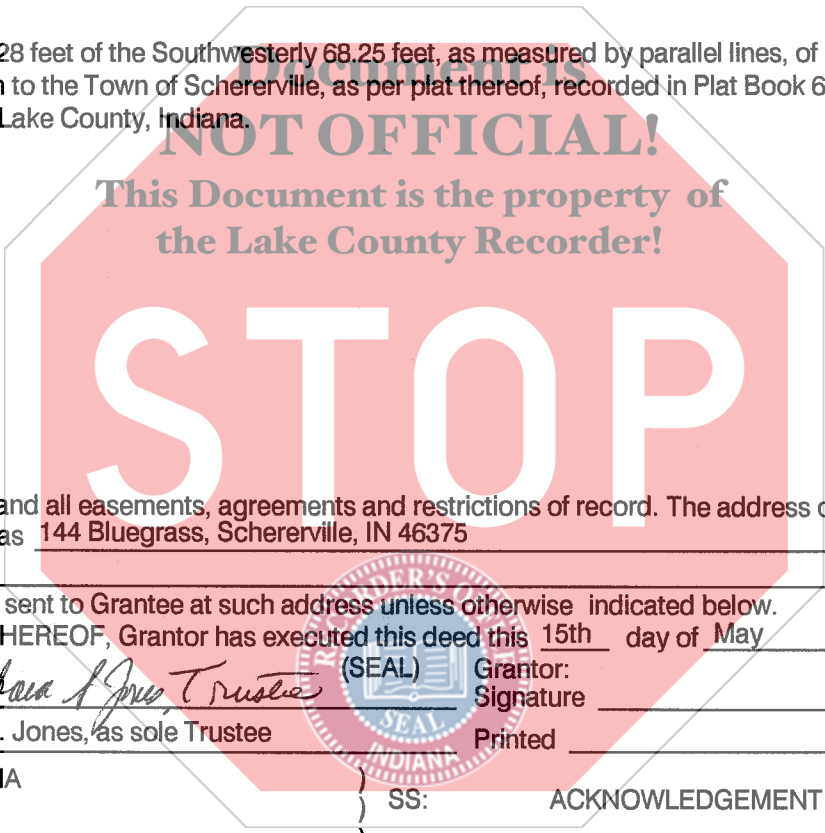 28 feet of the Southwesterly 68.25 feet, as measured by parallel lines, of
Document is
to the Town of Schererville, as per plat thereof, recorded in Plat Book 6
Lake County, Indiana.
NOT OFFICIAL!
This Document is the property of
the Lake County Recorder!
STOP
and all easements, agreements and restrictions of record. The address
as 144 Bluegrass, Schererville, IN 46375
sent to Grantee at such address unless otherwise indicated below.
HEREOF, Grantor has executed this deed this 15th day of May
Jones, Trustee (SEAL) Grantor:
Signature
. Jones, as sole Trustee Printed
RECORDER'S OFFICE
SEAL
INDIANA
SS: ACKNOWLEDGEMENT